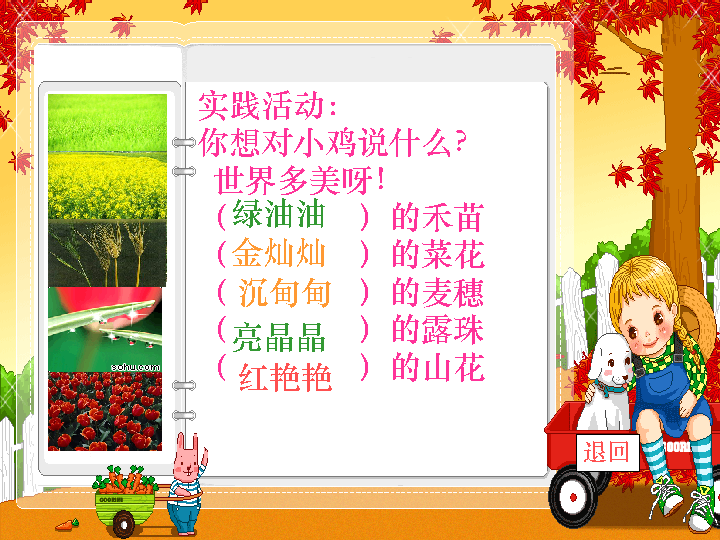 实践活动：
你想对小鸡说什么？
世界多美呀！
（绿油油　）的禾苗
（金灿灿　）的菜花
（沉甸甸　）的麦穗
（亮晶晶　）的露珠
（红艳艳　）的山花
sohu.com
退回